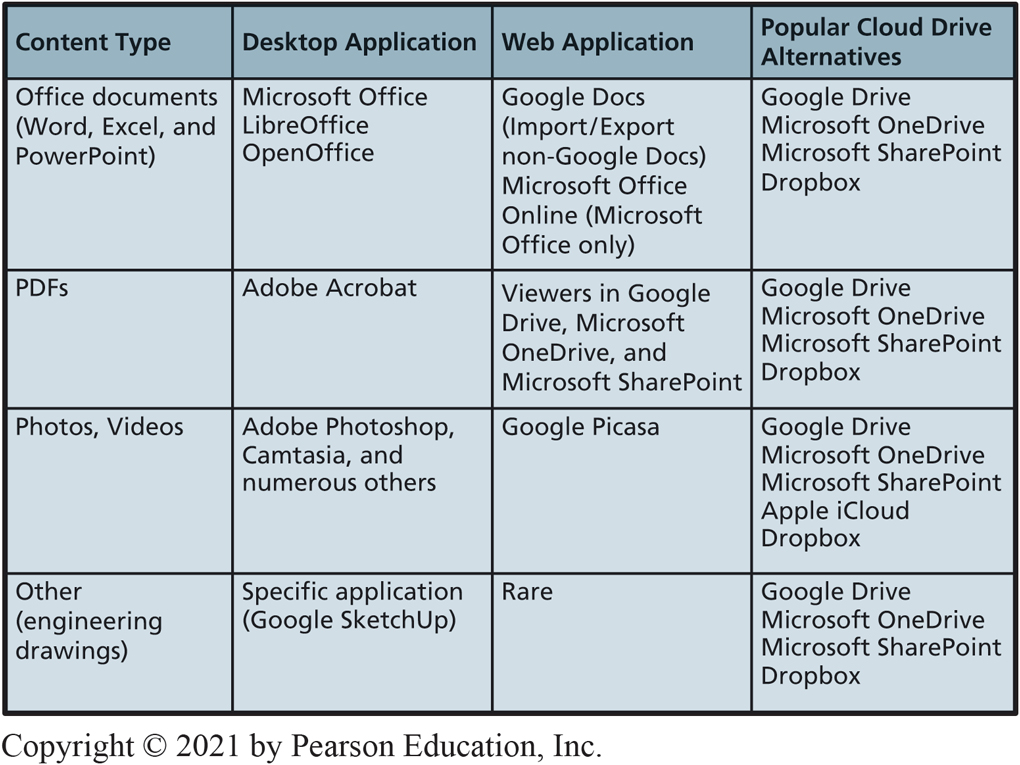 Content Type
Desktop Application
Web Application
Popular Cloud Drive
Alternatives
Office documents
(Word, Excel, and
PowerPoint)
Microsoft Office
LibreOffice
OpenOffice
Google Docs
(Import/Export
non-Google Docs)
Microsoft Office
Online (Microsoft
Office only)
Google Drive
Microsoft OneDrive
Microsoft SharePoint
Dropbox
PDFs
Adobe Acrobat
Viewers in Google
Drive, Microsoft
OneDrive, and
Microsoft SharePoint
Google Drive
Microsoft OneDrive
Microsoft SharePoint
Dropbox
Photos, Videos
Adobe Photoshop,
Camtasia, and
numerous others
Google Picasa
Google Drive
Microsoft OneDrive
Microsoft SharePoint
Apple iCloud
Dropbox
Other
(engineering
drawings)
Specific application
(Google SketchUp)
Rare
Google Drive
Microsoft OneDrive
Microsoft SharePoint
Dropbox
Copyright © 2021 by Pearson Education, Inc.